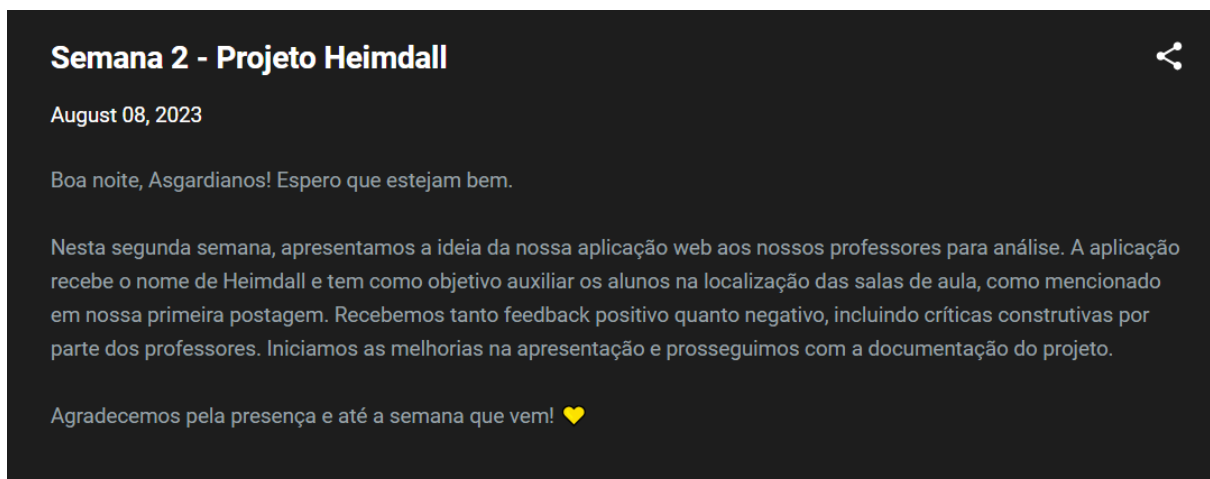 Semana 2 - Projeto Heimdall
August 08, 2023
Boa noite, Asgardianos! Espero que estejam bem.
Nesta segunda semana, apresentamos a ideia da nossa aplicação web aos nossos professores para análise. A aplicação
recebe o nome de Heimdall e tem como objetivo auxiliar os alunos na localização das salas de aula, como mencionado
em nossa primeira postagem. Recebemos tanto feedback positivo quanto negativo, incluindo críticas construtivas por
parte dos professores. Iniciamos as melhorias na apresentação e prosseguimos com a documentação do projeto.
Agradecemos pela presença e até a semana que vem! 💛